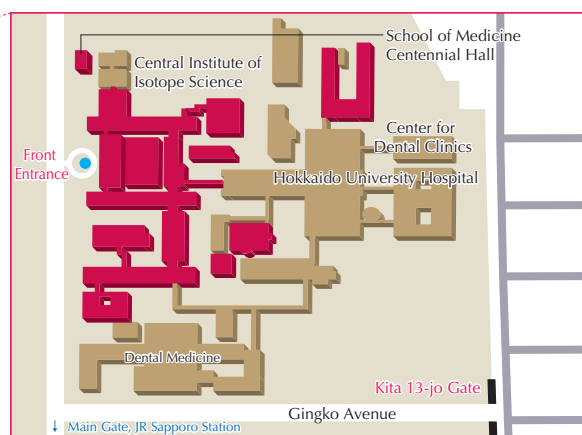 School of Medicine
Centennial Hall
Central Institute of
Isotope Science
Center for
Dental Clinics
Front
Entrance
Hokkaido University Hospital
Dental Medicine
Kita 13-jo Gate
Gingko Avenue
↓ Main Gate, JR Sapporo Station